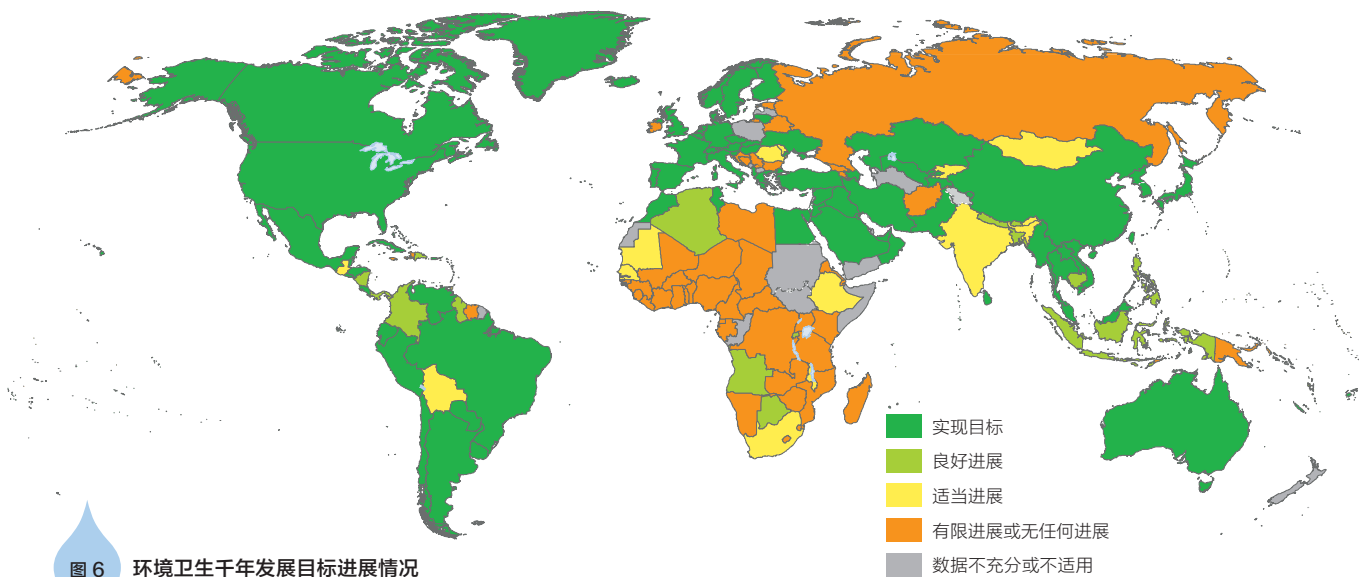 实现目标
良好进展
适当进展
有限进展或无任何进展
数据不充分或不适用
图 6 环境卫生千年发展目标进展情况